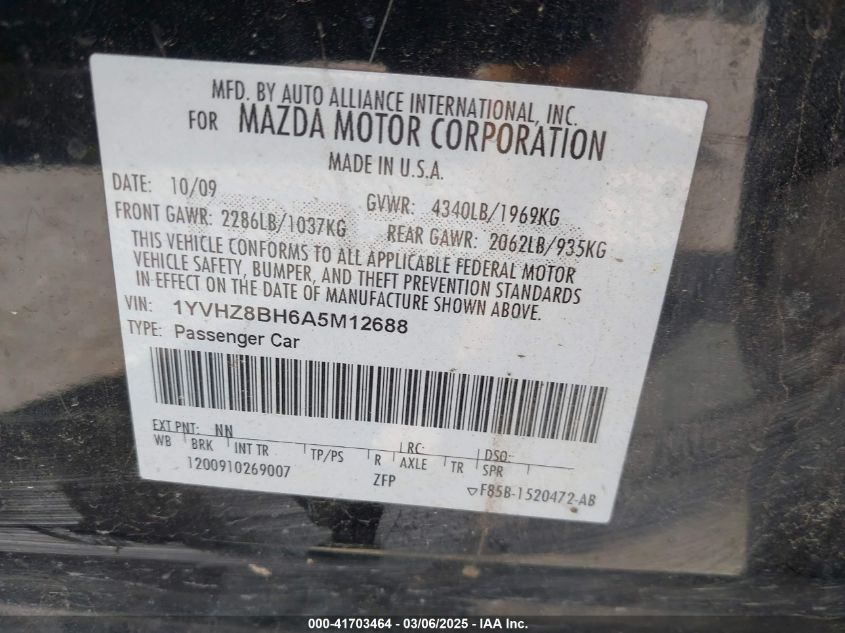 MFD. BY AUTO ALLIANCE INTERNATIONAL, INC.
FOR MAZDA MOTOR CORPORATION
MADE IN U.S.A.
DATE: 10/09 GVWR: 4340LB/1969KG
FRONT GAWR: 2286LB/1037KG REAR GAWR: 2062LB/935KG
THIS VEHICLE CONFORMS TO ALL APPLICABLE FEDERAL MOTOR
VEHICLE SAFETY, BUMPER, AND THEFT PREVENTION STANDARDS
IN EFFECT ON THE DATE OF MANUFACTURE SHOWN ABOVE.
VIN: 1YVHZ8BH6A5M12688
TYPE: Passenger Car
EXT PNT: NN LRC: DSO:
WB BRK INT TR TP/PS R AXLE TR SPR
1200910269007 ZFP F85B-1520472-AB
000-41703464 - 03/06/2025 - ©IAA Inc.